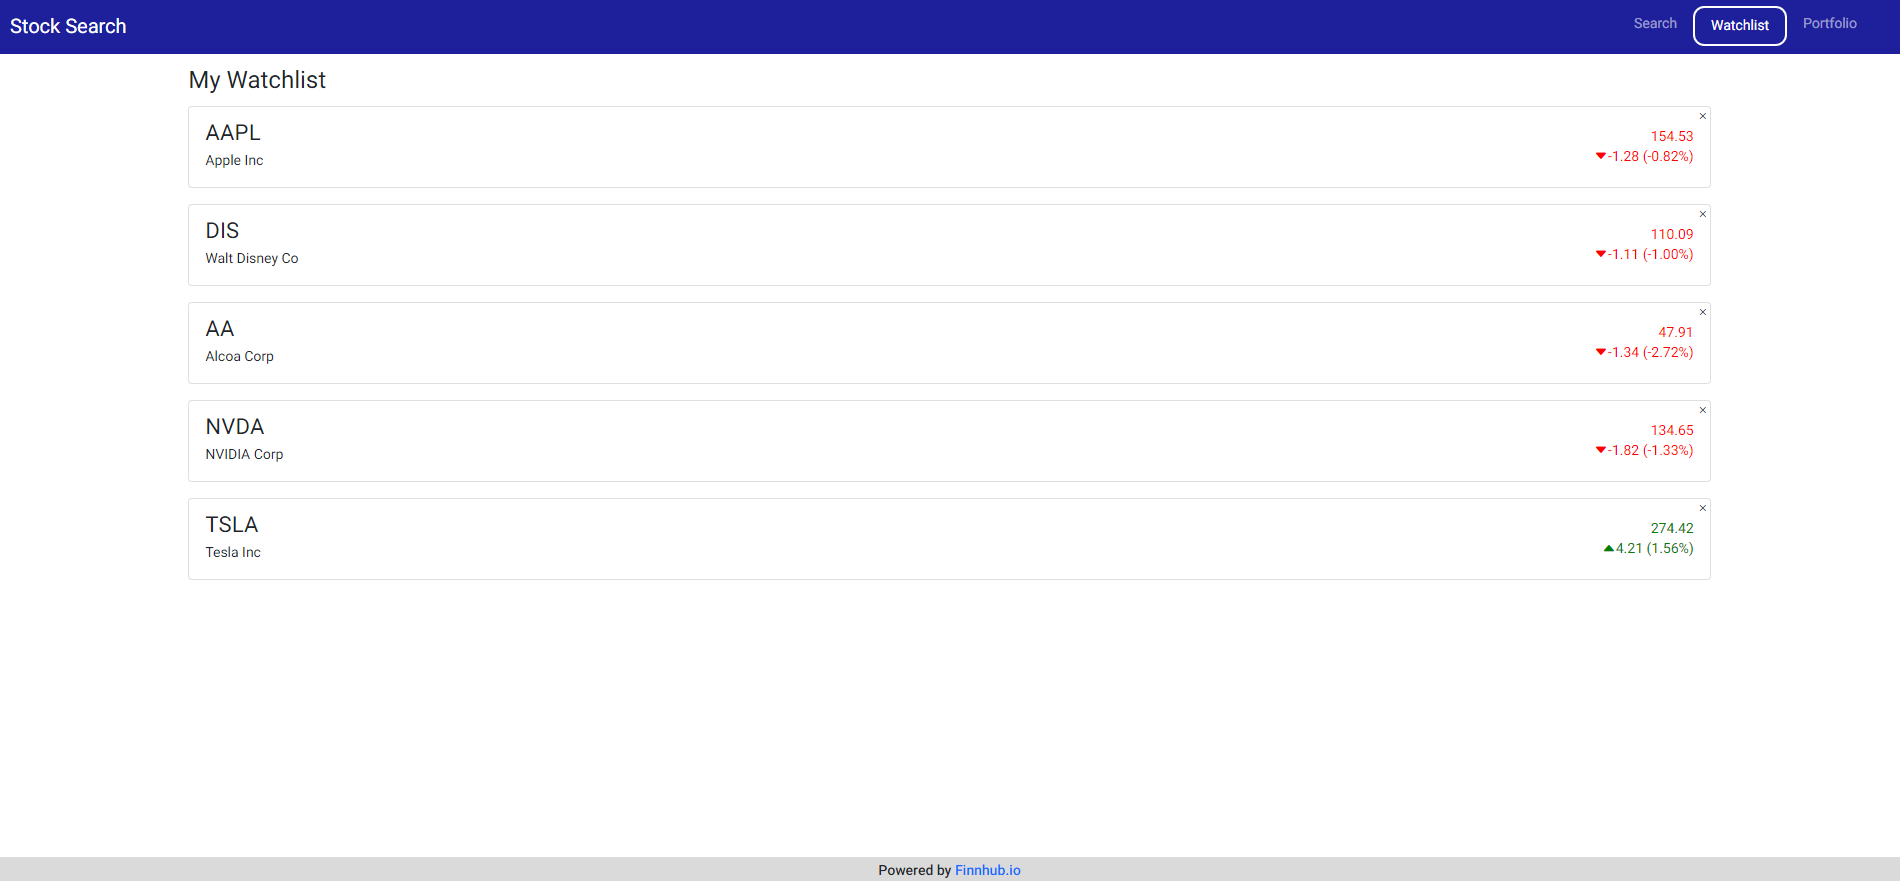 Stock Search
Search Watchlist Portfolio
My Watchlist
AAPL
Apple Inc
154.53
-1.28 (-0.82%)
DIS
Walt Disney Co
110.09
-1.11 (-1.00%)
AA
Alcoa Corp
47.91
-1.34 (-2.72%)
NVDA
NVIDIA Corp
134.65
-1.82 (-1.33%)
TSLA
Tesla Inc
274.42
4.21 (1.56%)
Powered by Finnhub.io